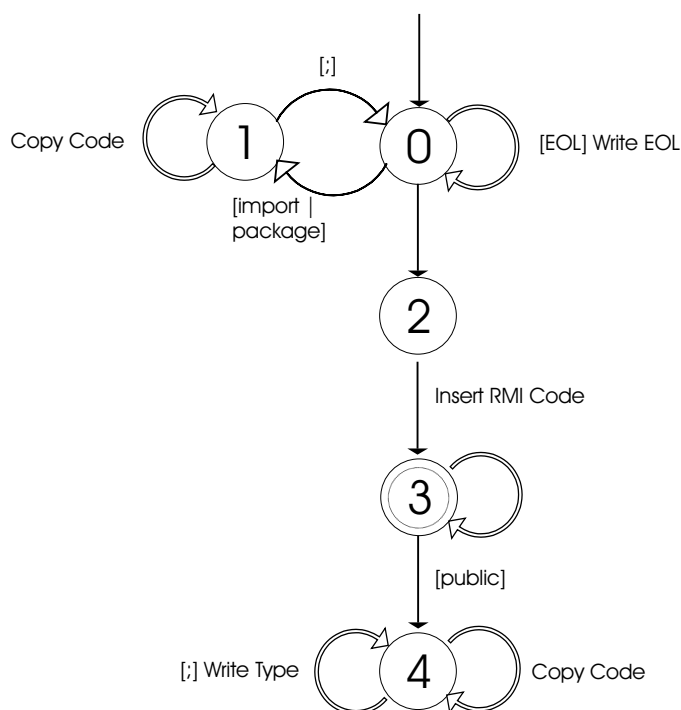 [;]
Copy Code
1
0
[EOL] Write EOL
[import |
package]
2
Insert RMI Code
3
[public]
[;] Write Type
4
Copy Code